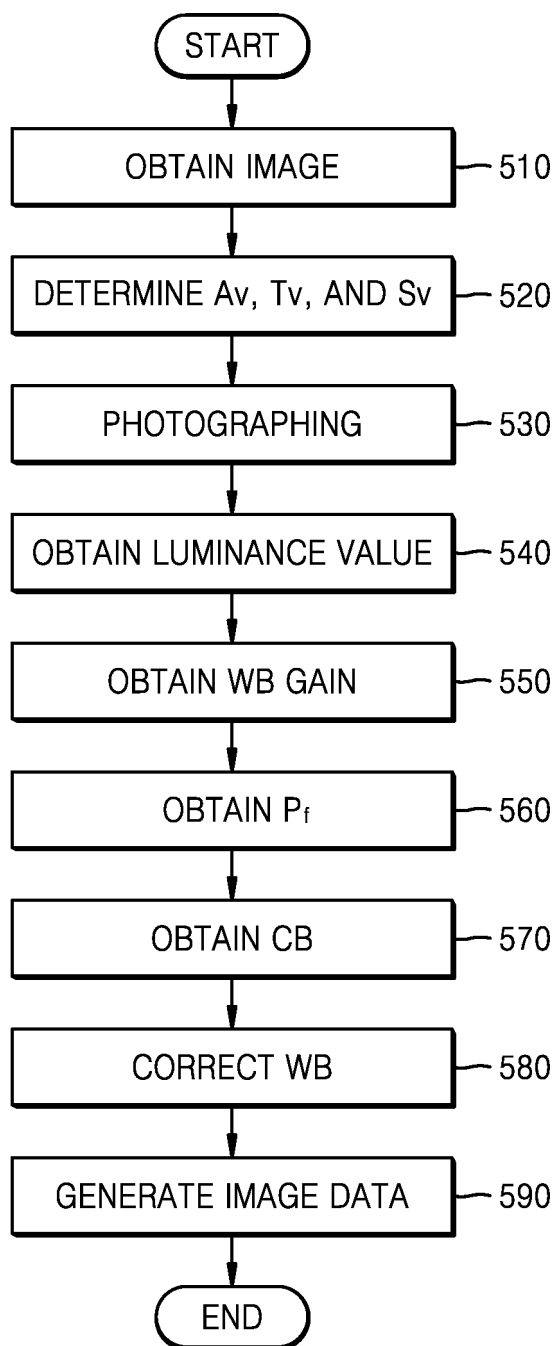 START
OBTAIN IMAGE 510
DETERMINE Av, Tv, AND Sv 520
PHOTOGRAPHING 530
OBTAIN LUMINANCE VALUE 540
OBTAIN WB GAIN 550
OBTAIN Pf 560
OBTAIN CB 570
CORRECT WB 580
GENERATE IMAGE DATA 590
END